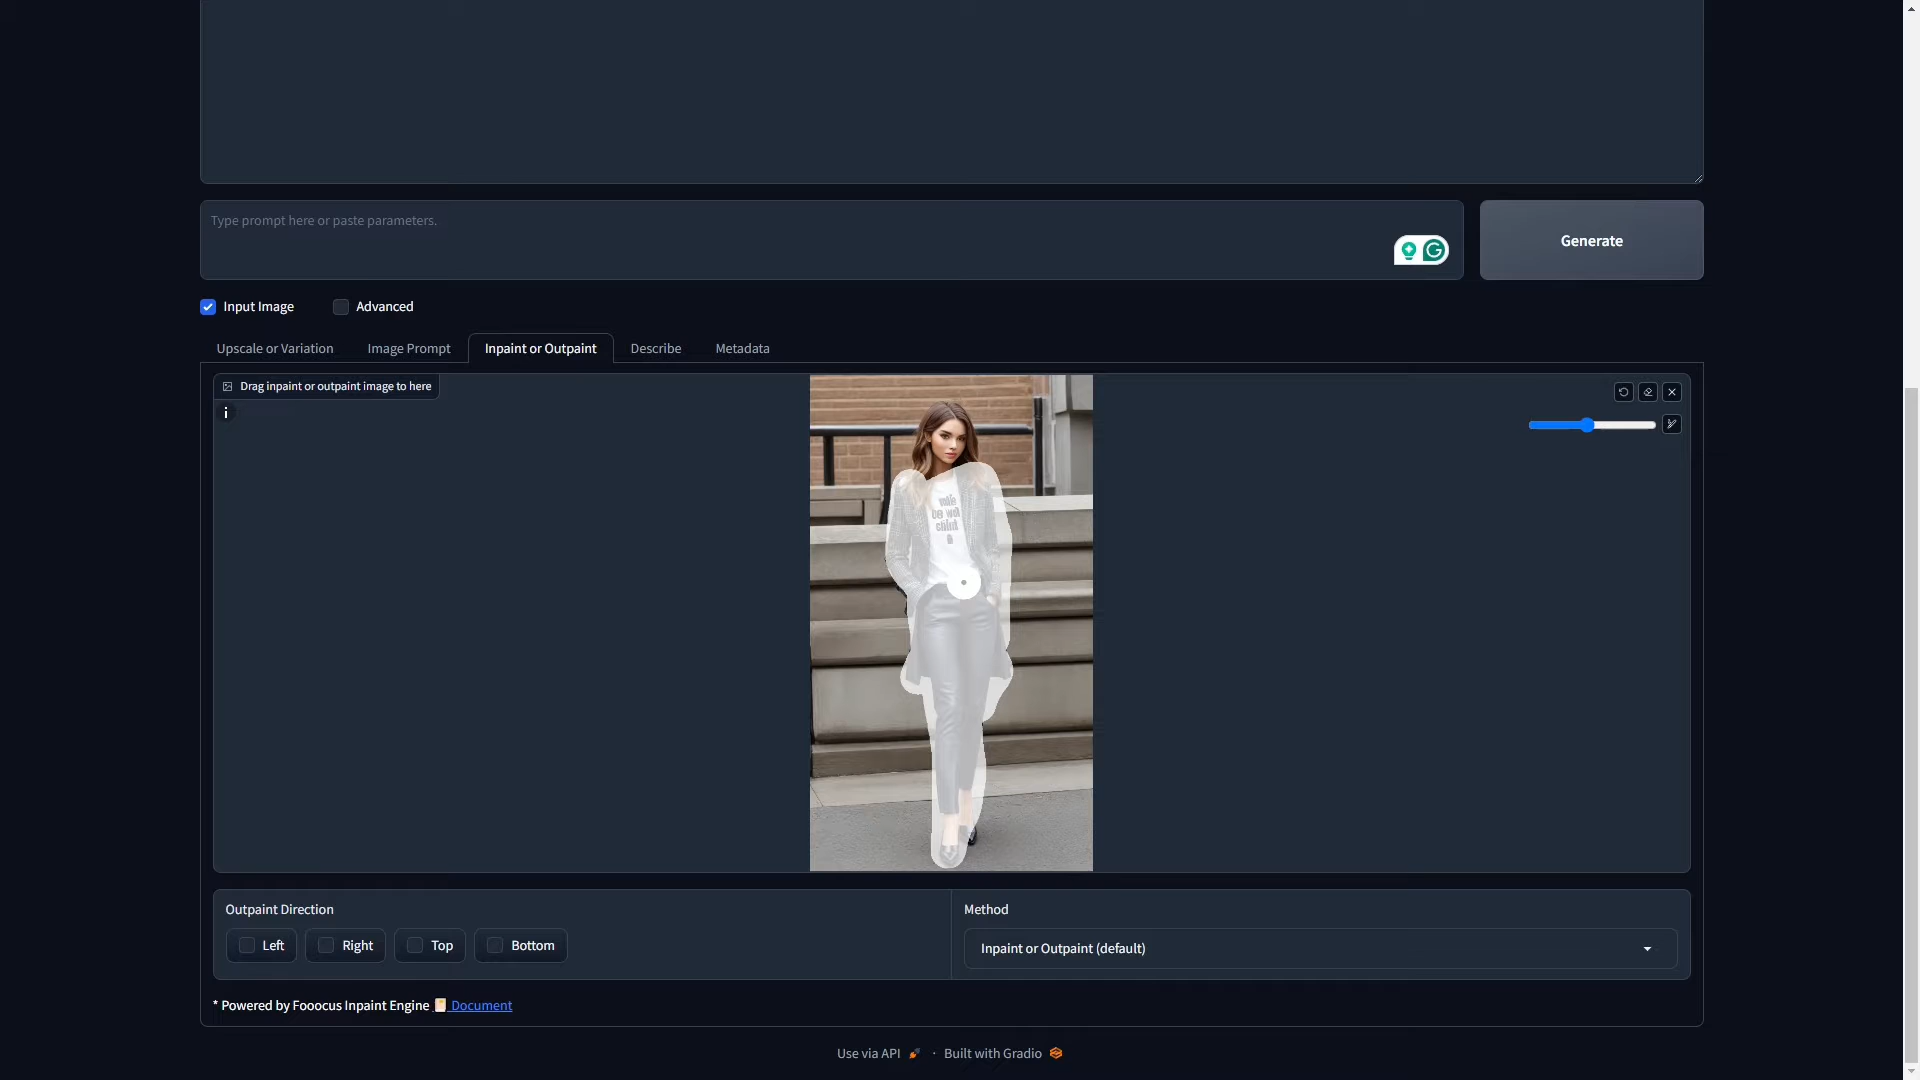 Type prompt here or paste parameters.
Generate
Input Image
Advanced
Upscale or Variation
Image Prompt
Inpaint or Outpaint
Describe
Metadata
Drag inpaint or outpaint image to here
i
Outpaint Direction
Left
Right
Top
Bottom
Method
Inpaint or Outpaint (default)
* Powered by Fooocus Inpaint Engine 📔 Document
Use via API · Built with Gradio